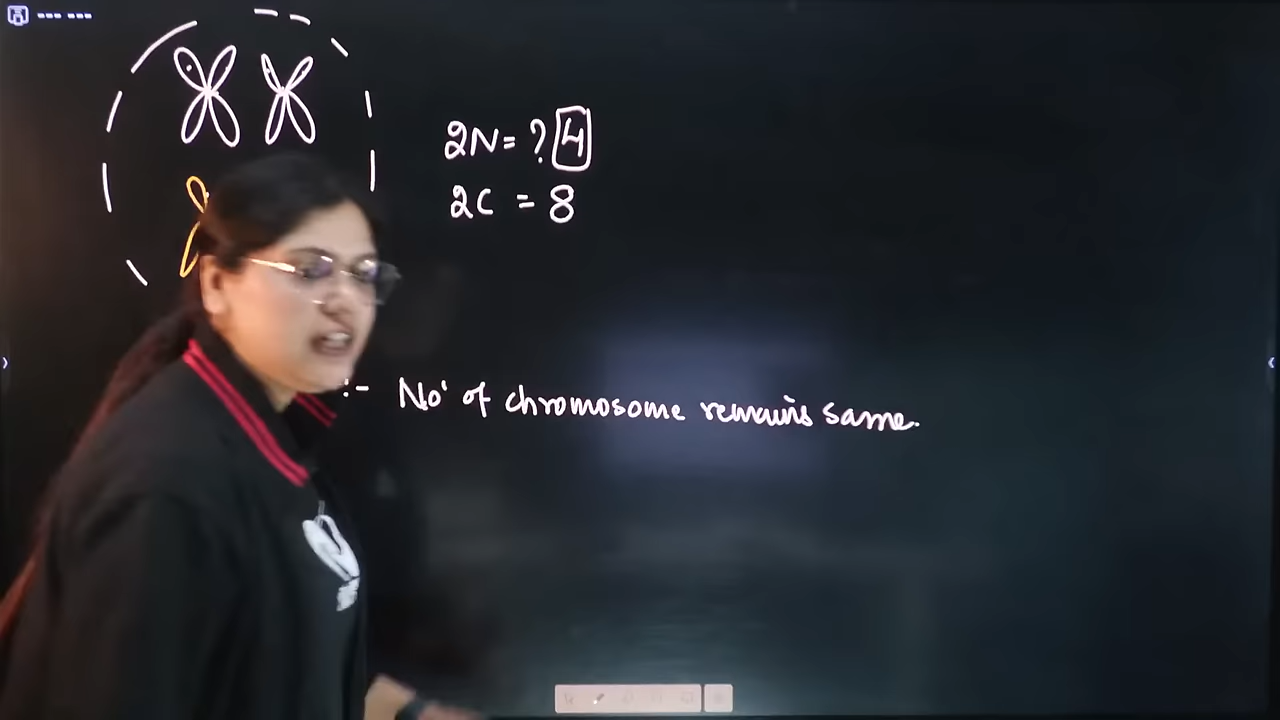 2N = ? 4
2C = 8
:- No' of chromosome remains same.